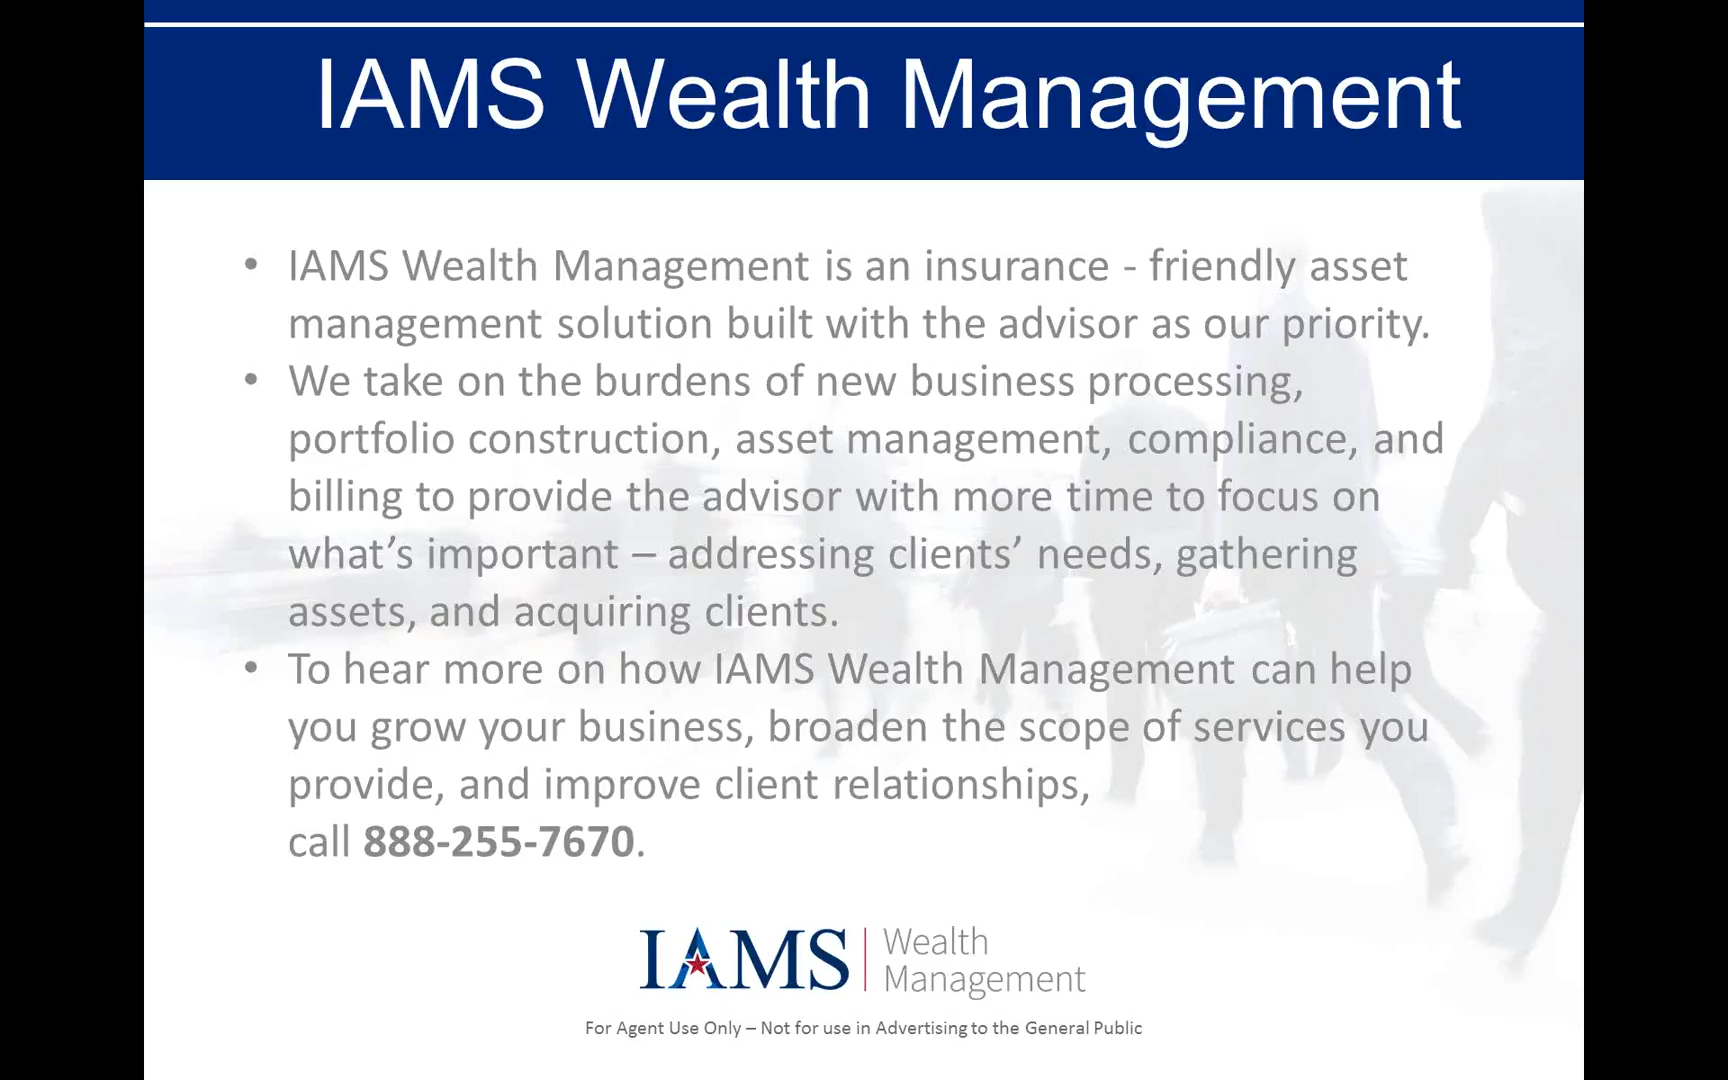 IAMS Wealth Management
• IAMS Wealth Management is an insurance - friendly asset
management solution built with the advisor as our priority.
• We take on the burdens of new business processing,
portfolio construction, asset management, compliance, and
billing to provide the advisor with more time to focus on
what’s important – addressing clients’ needs, gathering
assets, and acquiring clients.
• To hear more on how IAMS Wealth Management can help
you grow your business, broaden the scope of services you
provide, and improve client relationships,
call 888-255-7670.
IAMS | Wealth
Management
For Agent Use Only – Not for use in Advertising to the General Public